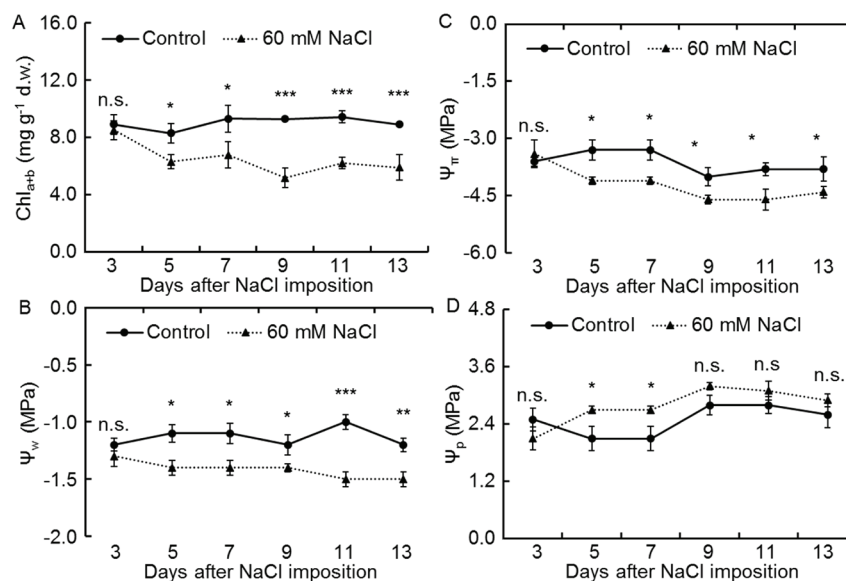 A
16.0
12.0
8.0
4.0
0.0
Chl a+b (mg g-1 d.w.)
Control
60 mM NaCl
n.s.
*
*
***
***
***
3 5 7 9 11 13
Days after NaCl imposition
B
0.0
-0.5
-1.0
-1.5
-2.0
Ψw (MPa)
Control
60 mM NaCl
n.s.
*
*
*
***
**
3 5 7 9 11 13
Days after NaCl imposition
C
0.0
-1.5
-3.0
-4.5
-6.0
Ψπ (MPa)
Control
60 mM NaCl
n.s.
*
*
*
*
*
3 5 7 9 11 13
Days after NaCl imposition
D
4.8
3.6
2.4
1.2
0.0
Ψp (MPa)
Control
60 mM NaCl
n.s.
*
*
n.s.
n.s
n.s.
3 5 7 9 11 13
Days after NaCl imposition